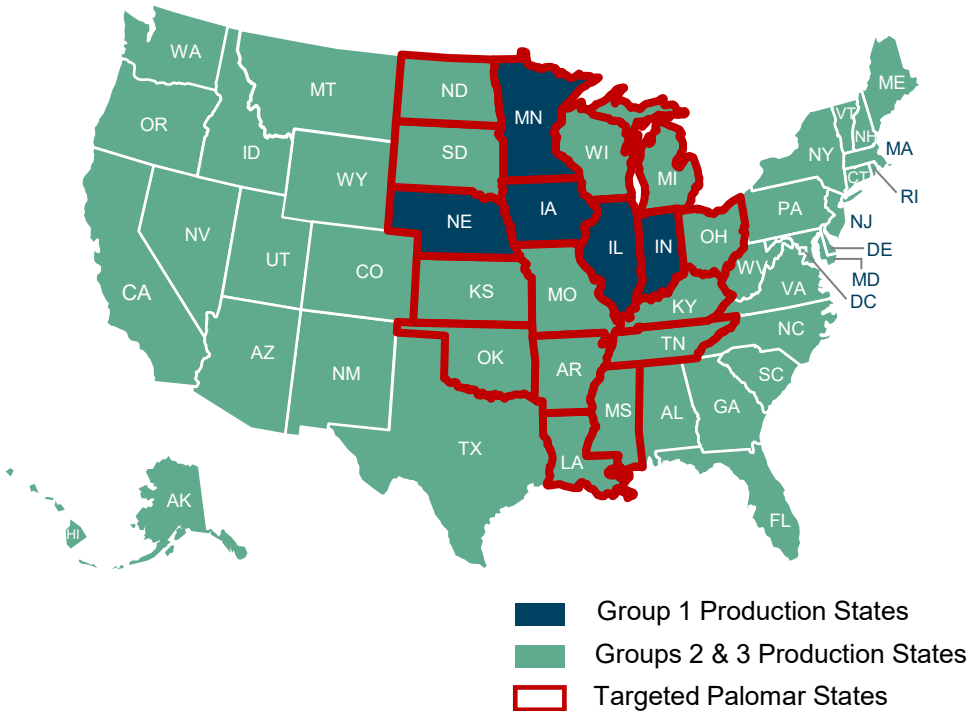 WA
MT
ND
MN
ME
OR
ID
SD
WI
MI
VT
NH
NY
MA
WY
CT
RI
NE
IA
PA
NJ
NV
UT
CO
IL
IN
OH
WV
DE
MD
DC
CA
KS
MO
KY
VA
AZ
NM
OK
AR
TN
NC
SC
TX
LA
MS
AL
GA
FL
AK
HI
Group 1 Production States
Groups 2 & 3 Production States
Targeted Palomar States